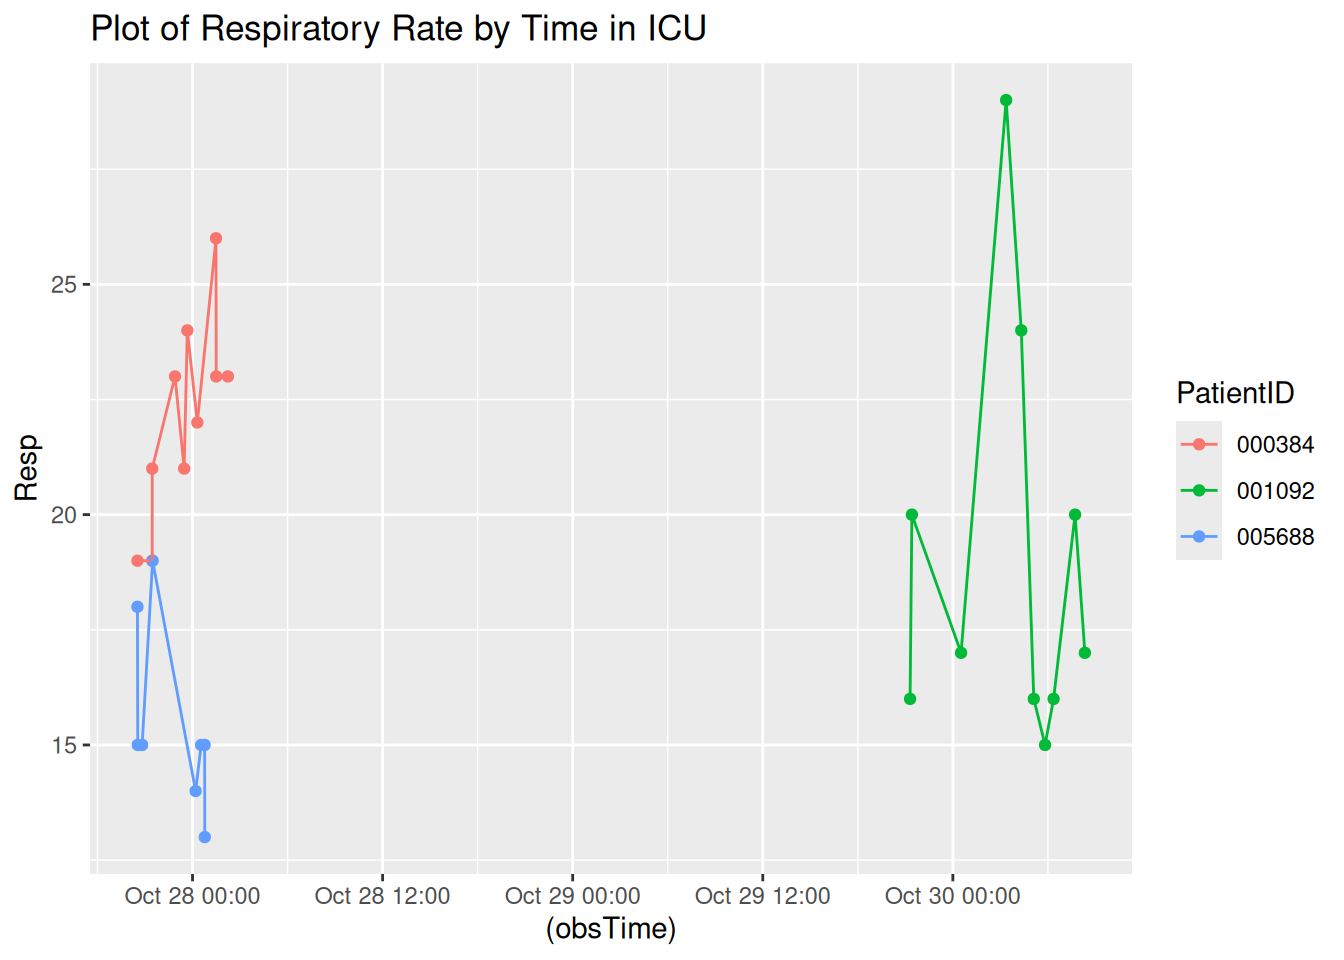 Plot of Respiratory Rate by Time in ICU
Resp
25
20
15
Oct 28 00:00
Oct 28 12:00
Oct 29 00:00
Oct 29 12:00
Oct 30 00:00
(obsTime)
PatientID
000384
001092
005688